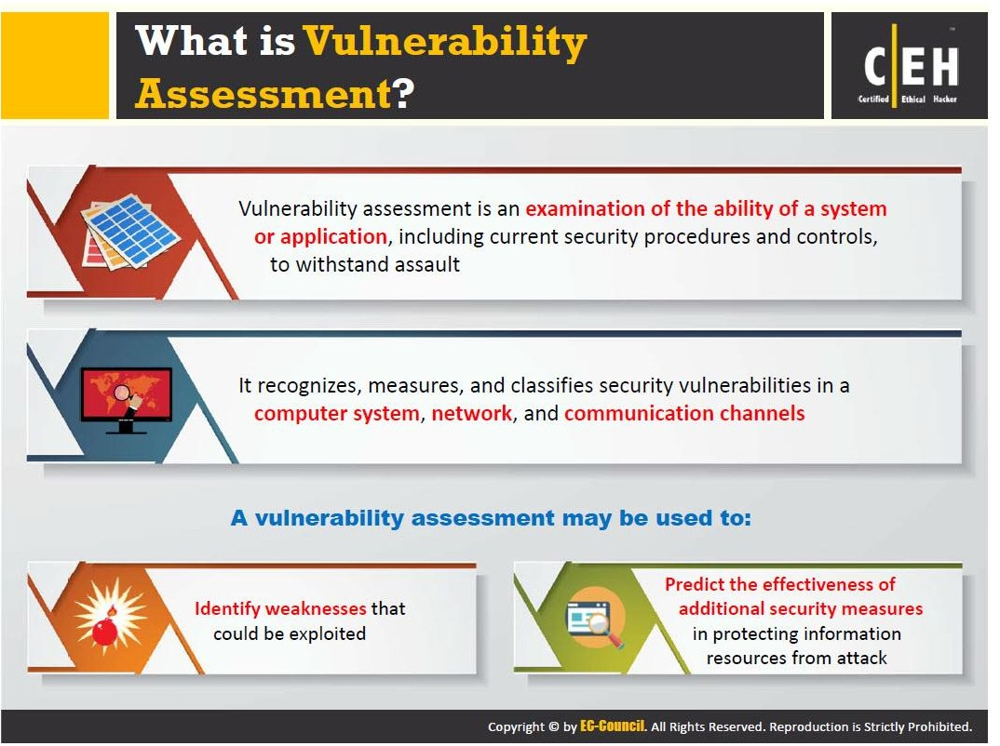 What is Vulnerability
Assessment?
C|EH
Certified Ethical Hacker
Vulnerability assessment is an examination of the ability of a system
or application, including current security procedures and controls,
to withstand assault
It recognizes, measures, and classifies security vulnerabilities in a
computer system, network, and communication channels
A vulnerability assessment may be used to:
Identify weaknesses that
could be exploited
Predict the effectiveness of
additional security measures
in protecting information
resources from attack
Copyright © by EC-Council. All Rights Reserved. Reproduction is Strictly Prohibited.